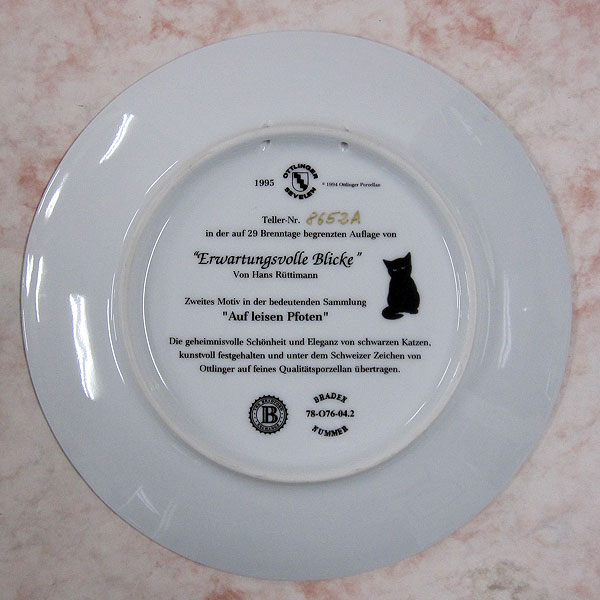 1995
OTTLINGER
SEVELEN
© 1994 Ottlinger Porzellan
Teller-Nr. 8652A
in der auf 29 Brenntage begrenzten Auflage von
"Erwartungsvolle Blicke"
Von Hans Rüttimann
Zweites Motiv in der bedeutenden Sammlung
"Auf leisen Pfoten"
Die geheimnisvolle Schönheit und Eleganz von schwarzen Katzen,
kunstvoll festgehalten und unter dem Schweizer Zeichen von
Ottlinger auf feines Qualitätsporzellan übertragen.
THE BRADFORD
EXCHANGE
B
BRADEX
78-O76-04.2
NUMMER